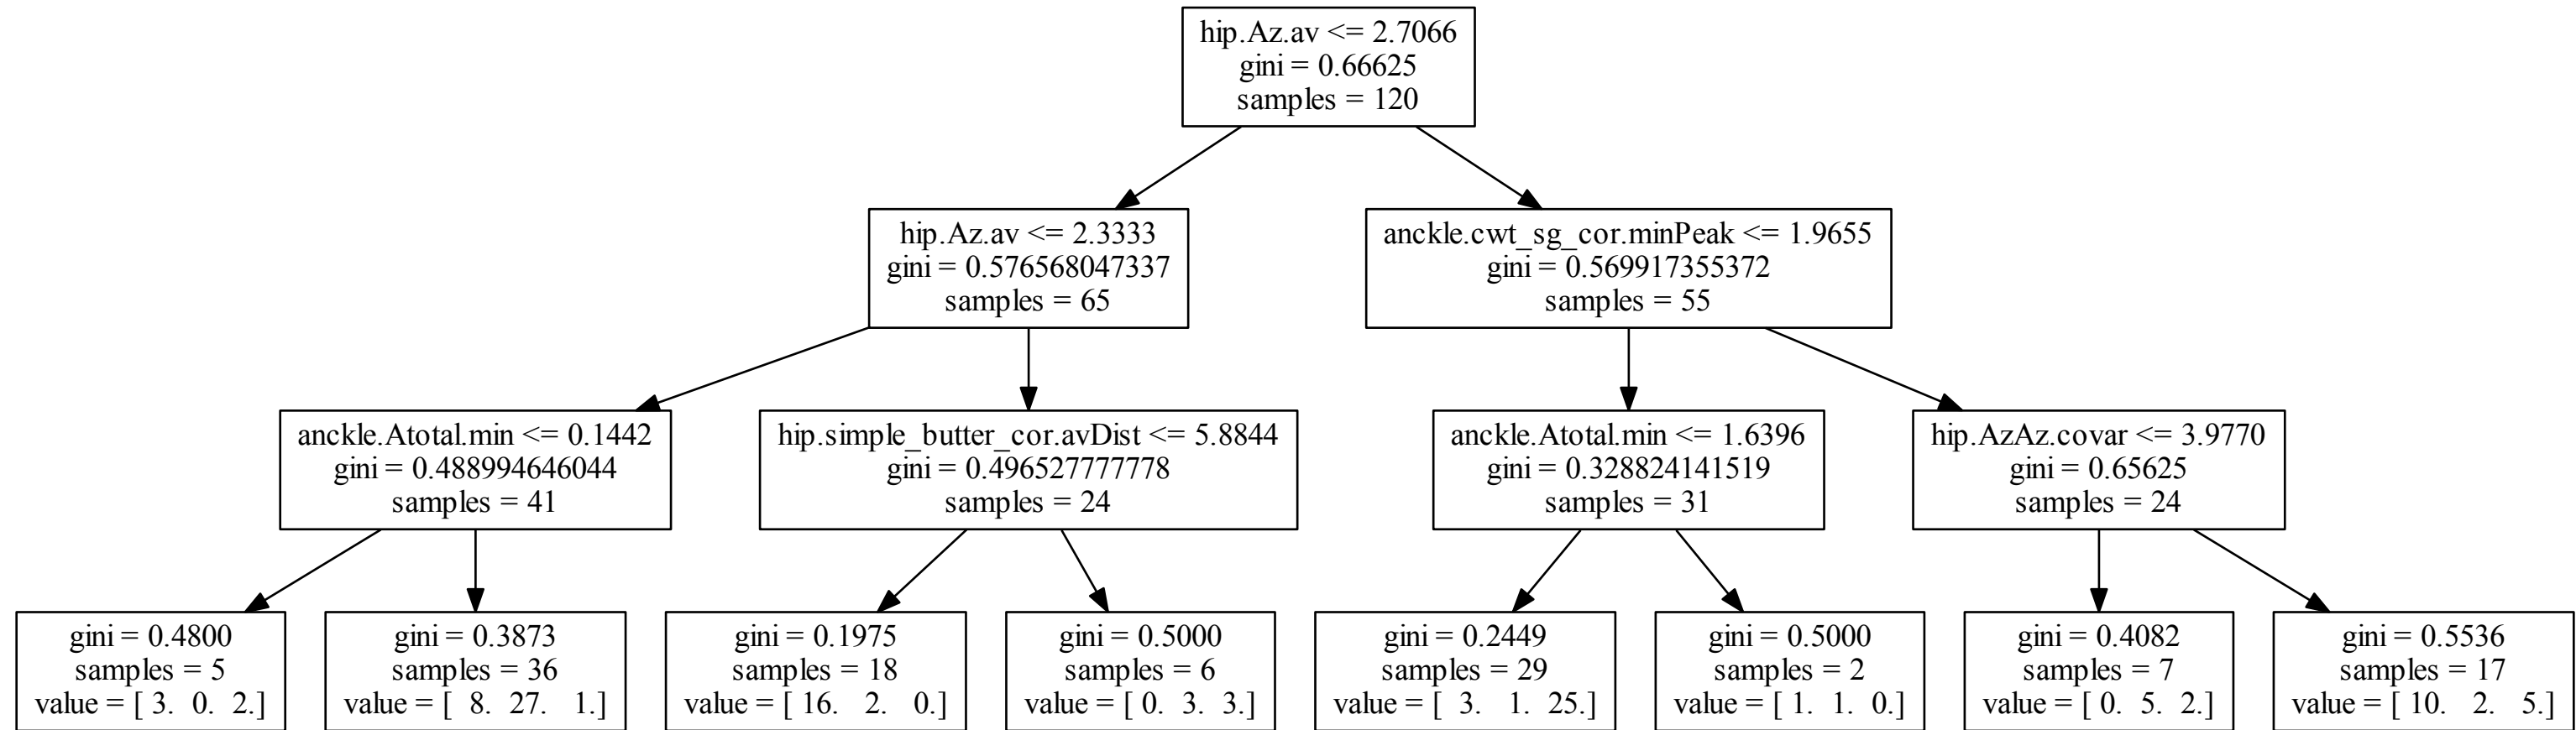 hip.Az.av <= 2.7066
gini = 0.66625
samples = 120
hip.Az.av <= 2.3333
gini = 0.576568047337
samples = 65
anckle.cwt_sg_cor.minPeak <= 1.9655
gini = 0.569917355372
samples = 55
anckle.Atotal.min <= 0.1442
gini = 0.488994646044
samples = 41
hip.simple_butter_cor.avDist <= 5.8844
gini = 0.496527777778
samples = 24
anckle.Atotal.min <= 1.6396
gini = 0.328824141519
samples = 31
hip.AzAz.covar <= 3.9770
gini = 0.65625
samples = 24
gini = 0.4800
samples = 5
value = [ 3.  0.  2.]
gini = 0.3873
samples = 36
value = [  8.  27.   1.]
gini = 0.1975
samples = 18
value = [ 16.   2.   0.]
gini = 0.5000
samples = 6
value = [ 0.  3.  3.]
gini = 0.2449
samples = 29
value = [  3.   1.  25.]
gini = 0.5000
samples = 2
value = [ 1.  1.  0.]
gini = 0.4082
samples = 7
value = [ 0.  5.  2.]
gini = 0.5536
samples = 17
value = [ 10.   2.   5.]